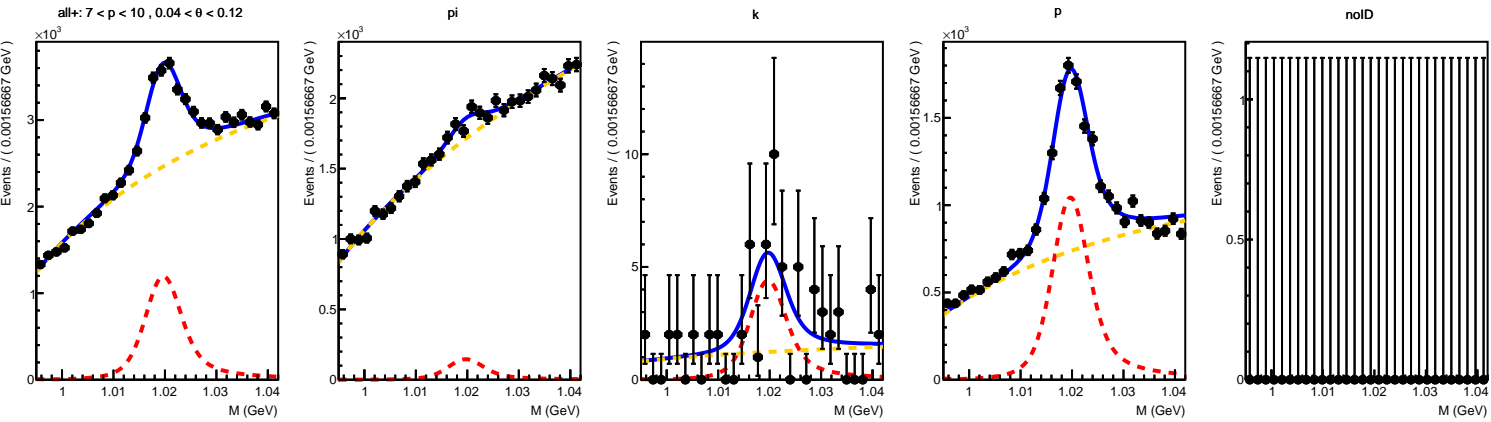 all+: 7 < p < 10 , 0.04 < θ < 0.12
×10³
Events / ( 0.00156667 GeV )
3
2
1
0
1 1.01 1.02 1.03 1.04
M (GeV)
pi
×10³
Events / ( 0.00156667 GeV )
2
1.5
1
0.5
0
1 1.01 1.02 1.03 1.04
M (GeV)
k
Events / ( 0.00156667 GeV )
10
5
0
1 1.01 1.02 1.03 1.04
M (GeV)
p
×10³
Events / ( 0.00156667 GeV )
1.5
1
0.5
0
1 1.01 1.02 1.03 1.04
M (GeV)
noID
Events / ( 0.00156667 GeV )
1
0.5
0
1 1.01 1.02 1.03 1.04
M (GeV)